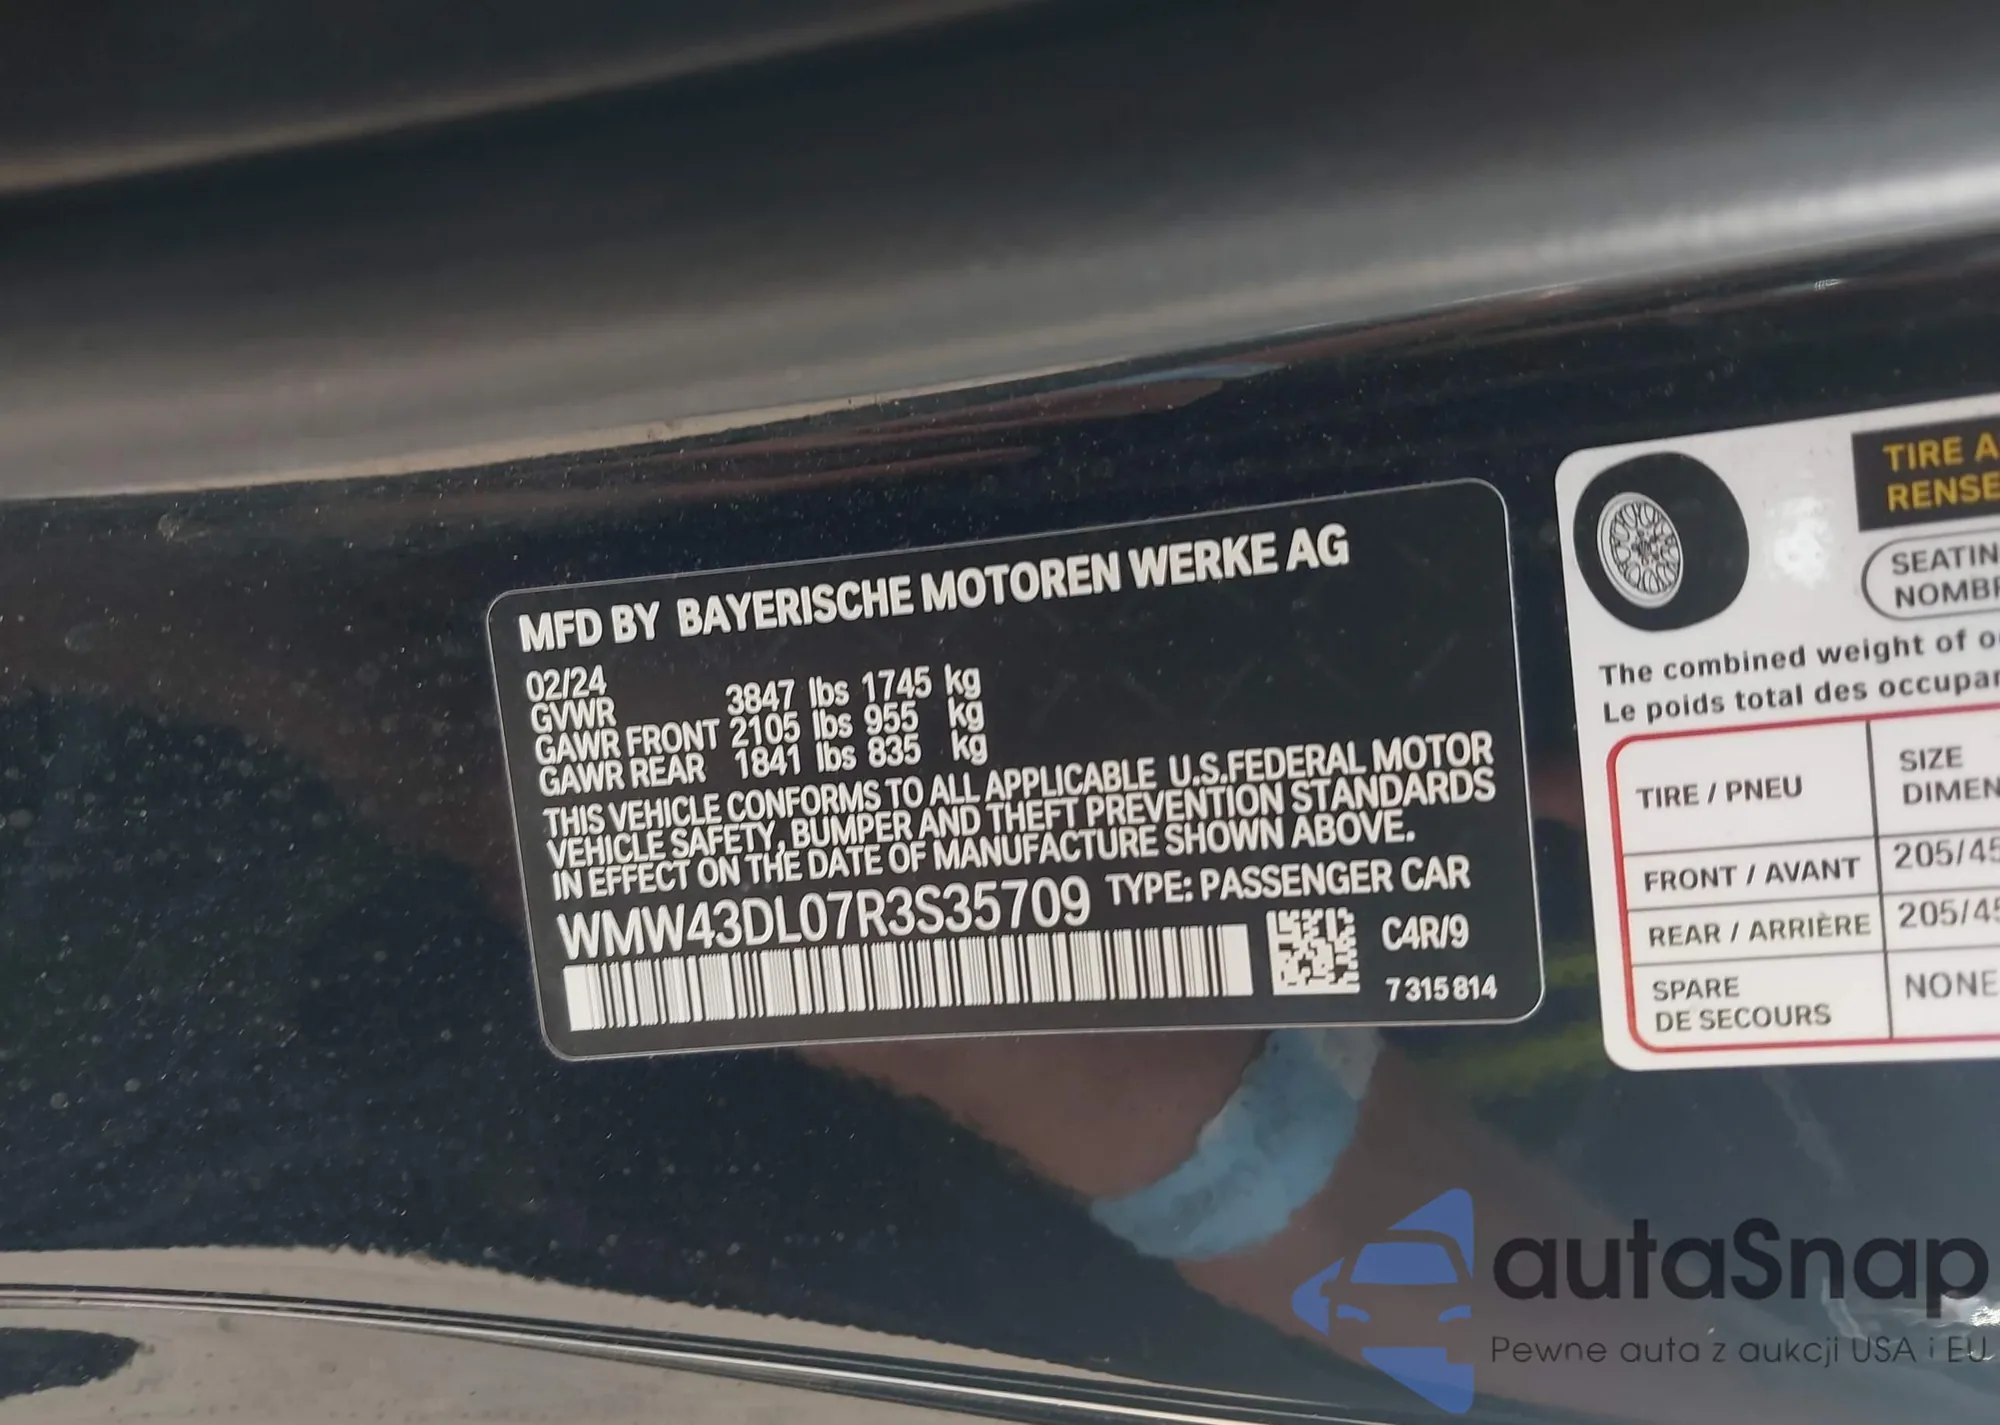 MFD BY BAYERISCHE MOTOREN WERKE AG
02/24
GVWR 3847 lbs 1745 kg
GAWR FRONT 2105 lbs 955 kg
GAWR REAR 1841 lbs 835 kg
THIS VEHICLE CONFORMS TO ALL APPLICABLE U.S.FEDERAL MOTOR
VEHICLE SAFETY, BUMPER AND THEFT PREVENTION STANDARDS
IN EFFECT ON THE DATE OF MANUFACTURE SHOWN ABOVE.
WMW43DL07R3S35709 TYPE: PASSENGER CAR
C4R/9
7315814
TIRE A
RENSE
SEATIN
NOMBR
The combined weight of o
Le poids total des occupan
TIRE / PNEU
SIZE
DIMEN
FRONT / AVANT 205/45
REAR / ARRIÈRE 205/45
SPARE
DE SECOURS
NONE
autaSnap
Pewne auta z aukcji USA i EU